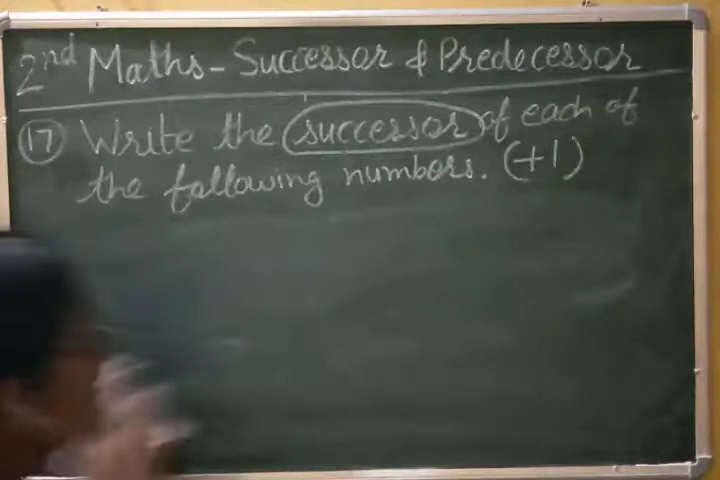 2nd Maths - Successor & Predecessor
17 Write the successor of each of
the following numbers. (+1)